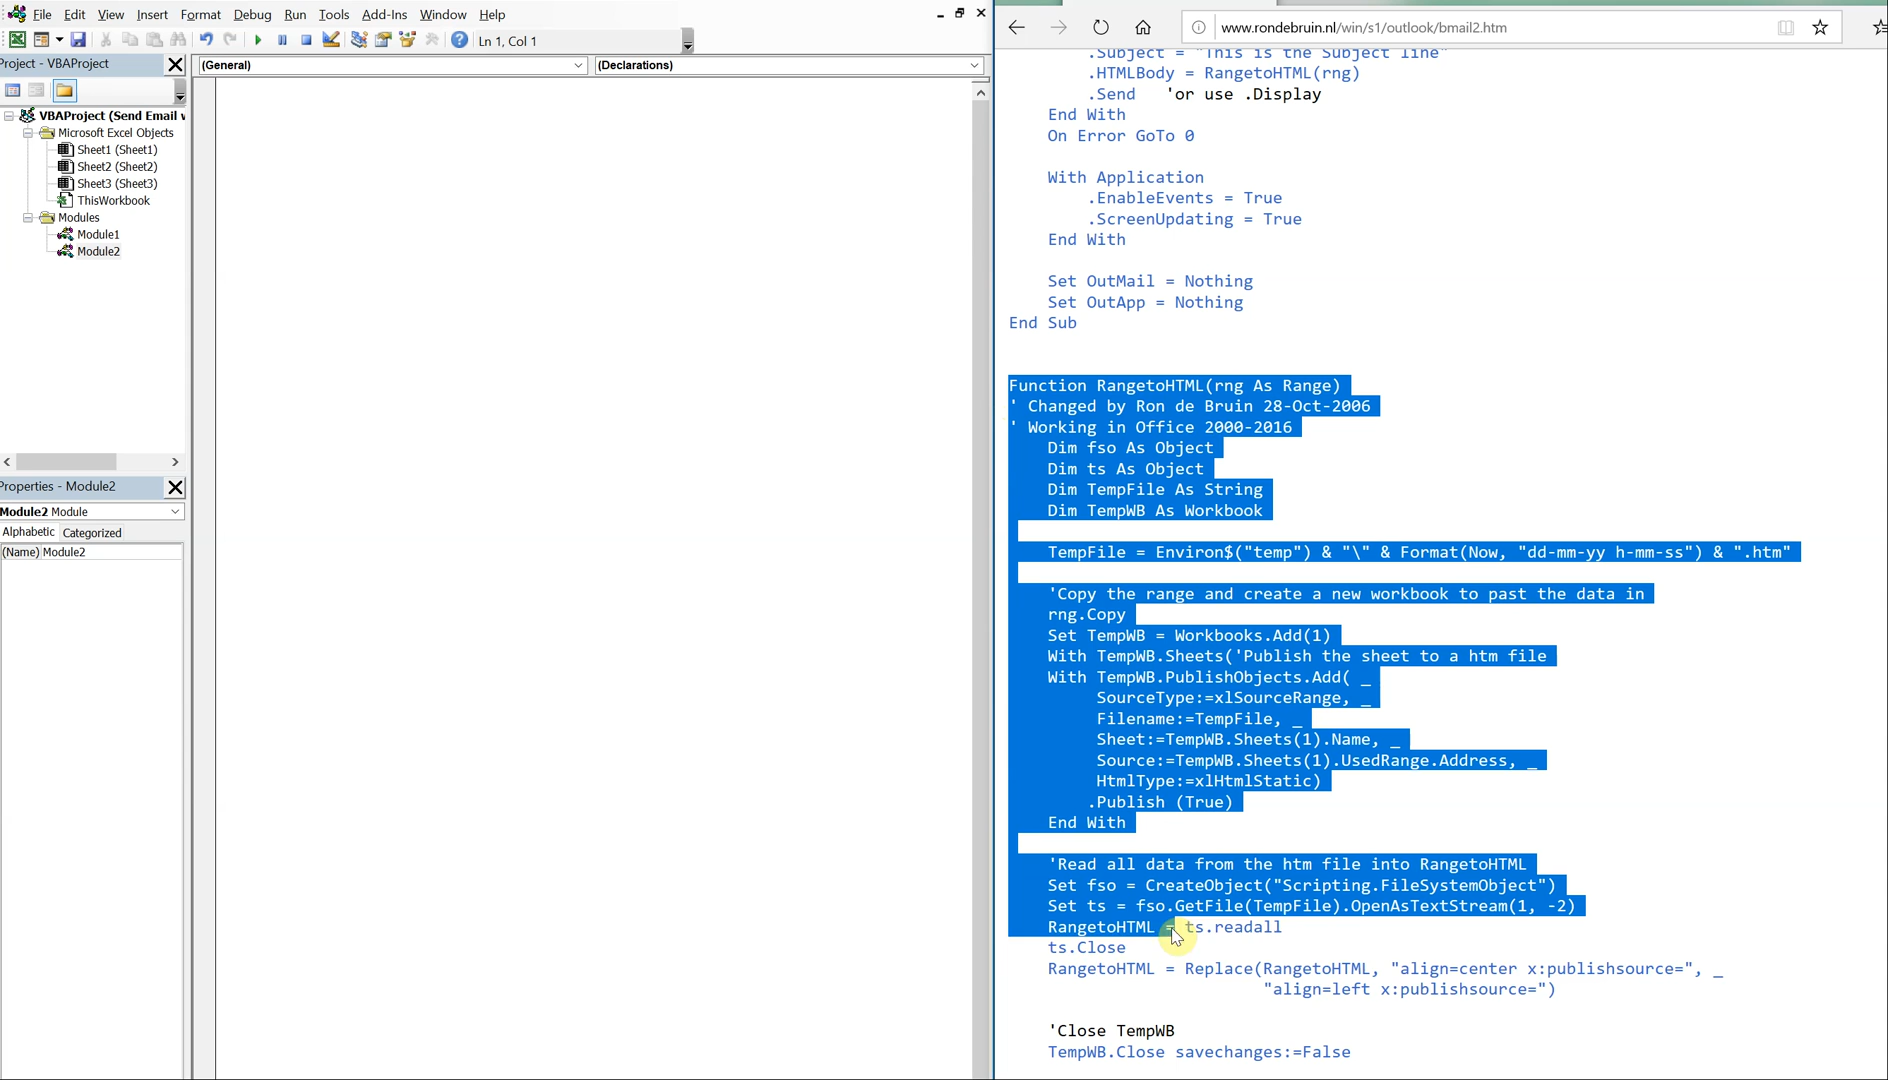 File Edit View Insert Format Debug Run Tools Add-Ins Window Help
Ln 1, Col 1
Project - VBAProject
(General)
(Declarations)
VBAProject (Send Email v
Microsoft Excel Objects
Sheet1 (Sheet1)
Sheet2 (Sheet2)
Sheet3 (Sheet3)
ThisWorkbook
Modules
Module1
Module2
Properties - Module2
Module2 Module
Alphabetic Categorized
(Name) Module2
www.rondebruin.nl/win/s1/outlook/bmail2.htm
.Subject = "This is the Subject line"
.HTMLBody = RangetoHTML(rng)
.Send 'or use .Display
End With
On Error GoTo 0
With Application
.EnableEvents = True
.ScreenUpdating = True
End With
Set OutMail = Nothing
Set OutApp = Nothing
End Sub
Function RangetoHTML(rng As Range)
' Changed by Ron de Bruin 28-Oct-2006
' Working in Office 2000-2016
Dim fso As Object
Dim ts As Object
Dim TempFile As String
Dim TempWB As Workbook
TempFile = Environ$("temp") & "\" & Format(Now, "dd-mm-yy h-mm-ss") & ".htm"
'Copy the range and create a new workbook to past the data in
rng.Copy
Set TempWB = Workbooks.Add(1)
With TempWB.Sheets('Publish the sheet to a htm file
With TempWB.PublishObjects.Add( _
SourceType:=xlSourceRange, _
Filename:=TempFile, _
Sheet:=TempWB.Sheets(1).Name, _
Source:=TempWB.Sheets(1).UsedRange.Address, _
HtmlType:=xlHtmlStatic)
.Publish (True)
End With
'Read all data from the htm file into RangetoHTML
Set fso = CreateObject("Scripting.FileSystemObject")
Set ts = fso.GetFile(TempFile).OpenAsTextStream(1, -2)
RangetoHTML = ts.readall
ts.Close
RangetoHTML = Replace(RangetoHTML, "align=center x:publishsource=", _
"align=left x:publishsource=")
'Close TempWB
TempWB.Close savechanges:=False